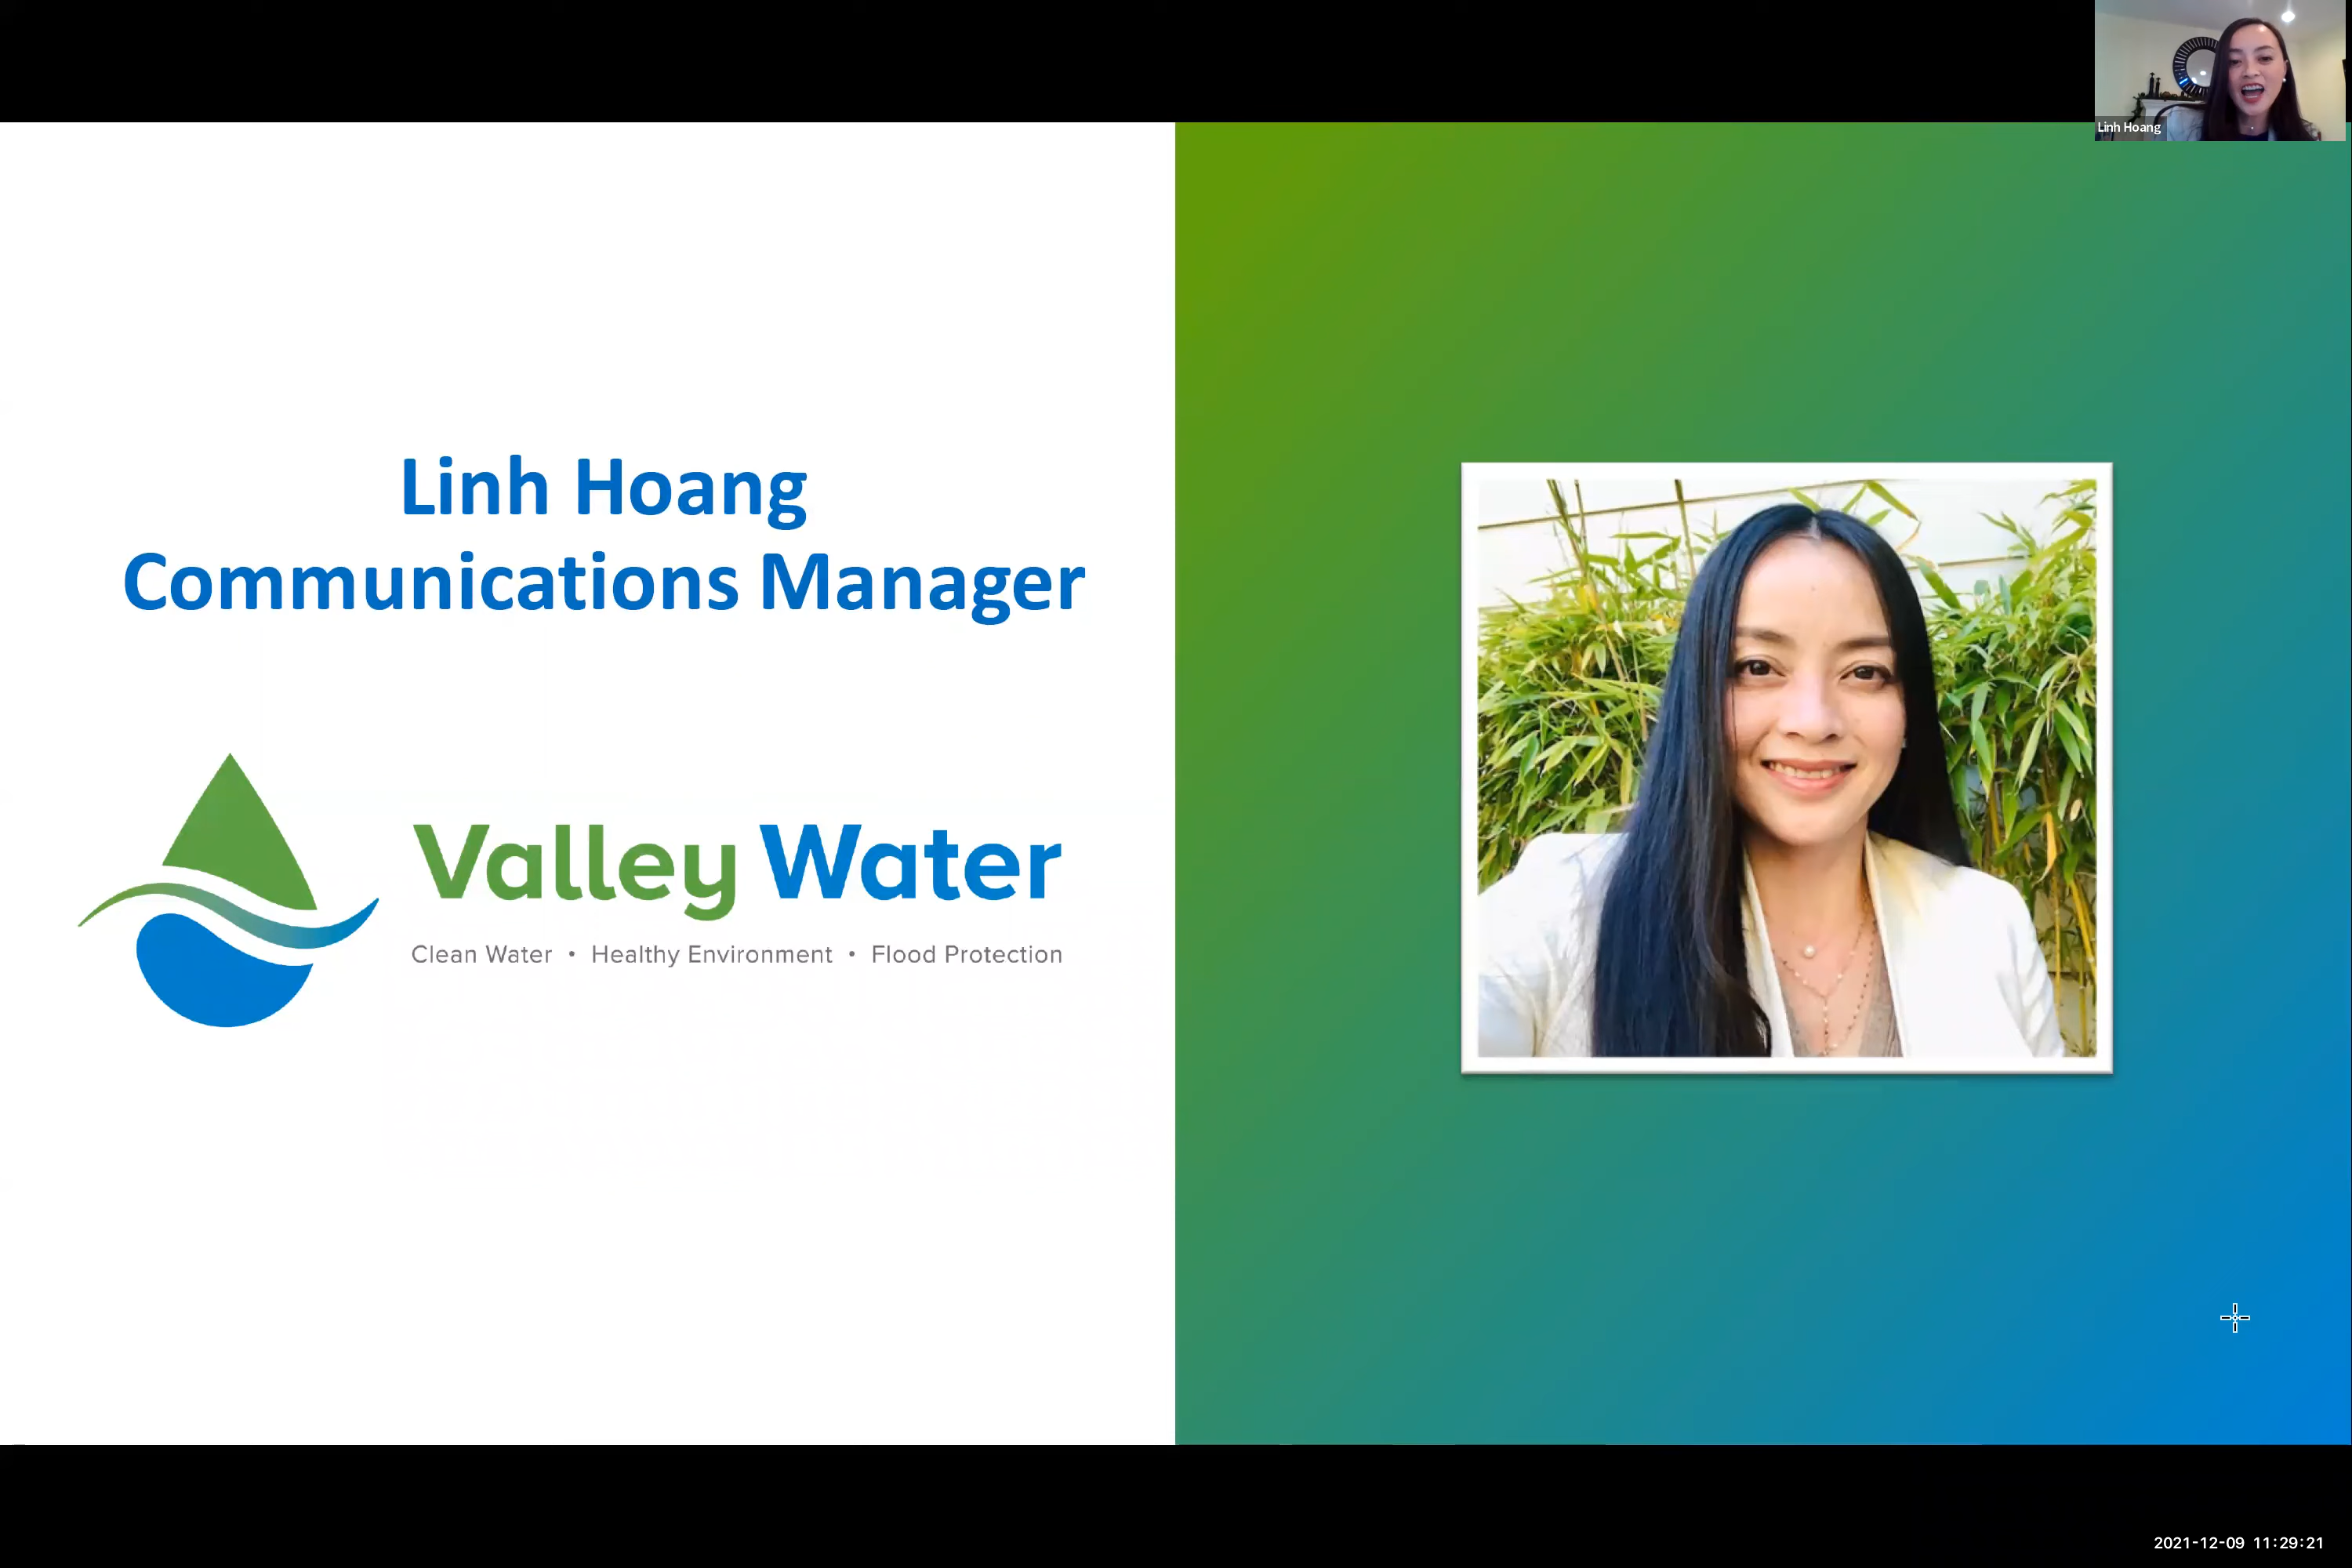 Linh Hoang
Linh Hoang
Communications Manager
Valley Water
Clean Water • Healthy Environment • Flood Protection
2021-12-09 11:29:21